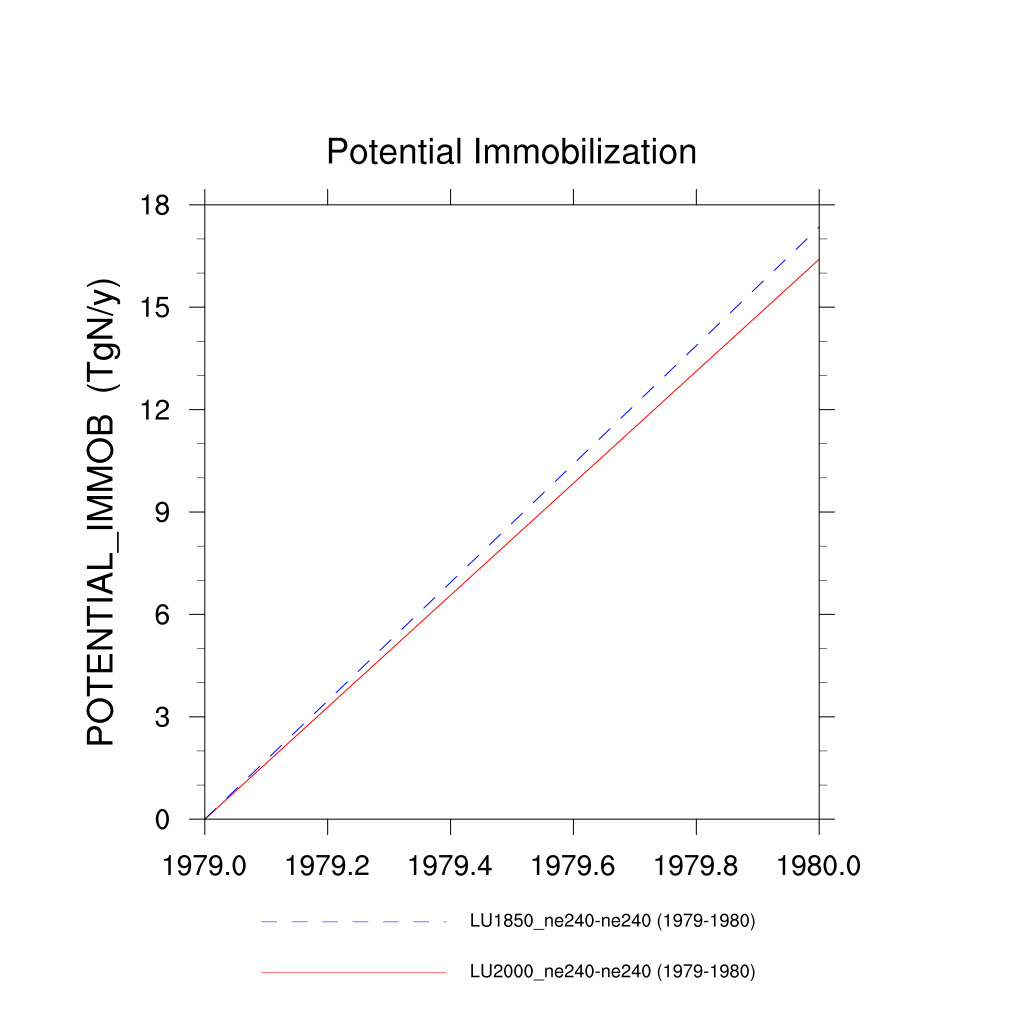 Potential Immobilization
POTENTIAL_IMMOB (TgN/y)
18
15
12
9
6
3
0
1979.0 1979.2 1979.4 1979.6 1979.8 1980.0
LU1850_ne240-ne240 (1979-1980)
LU2000_ne240-ne240 (1979-1980)